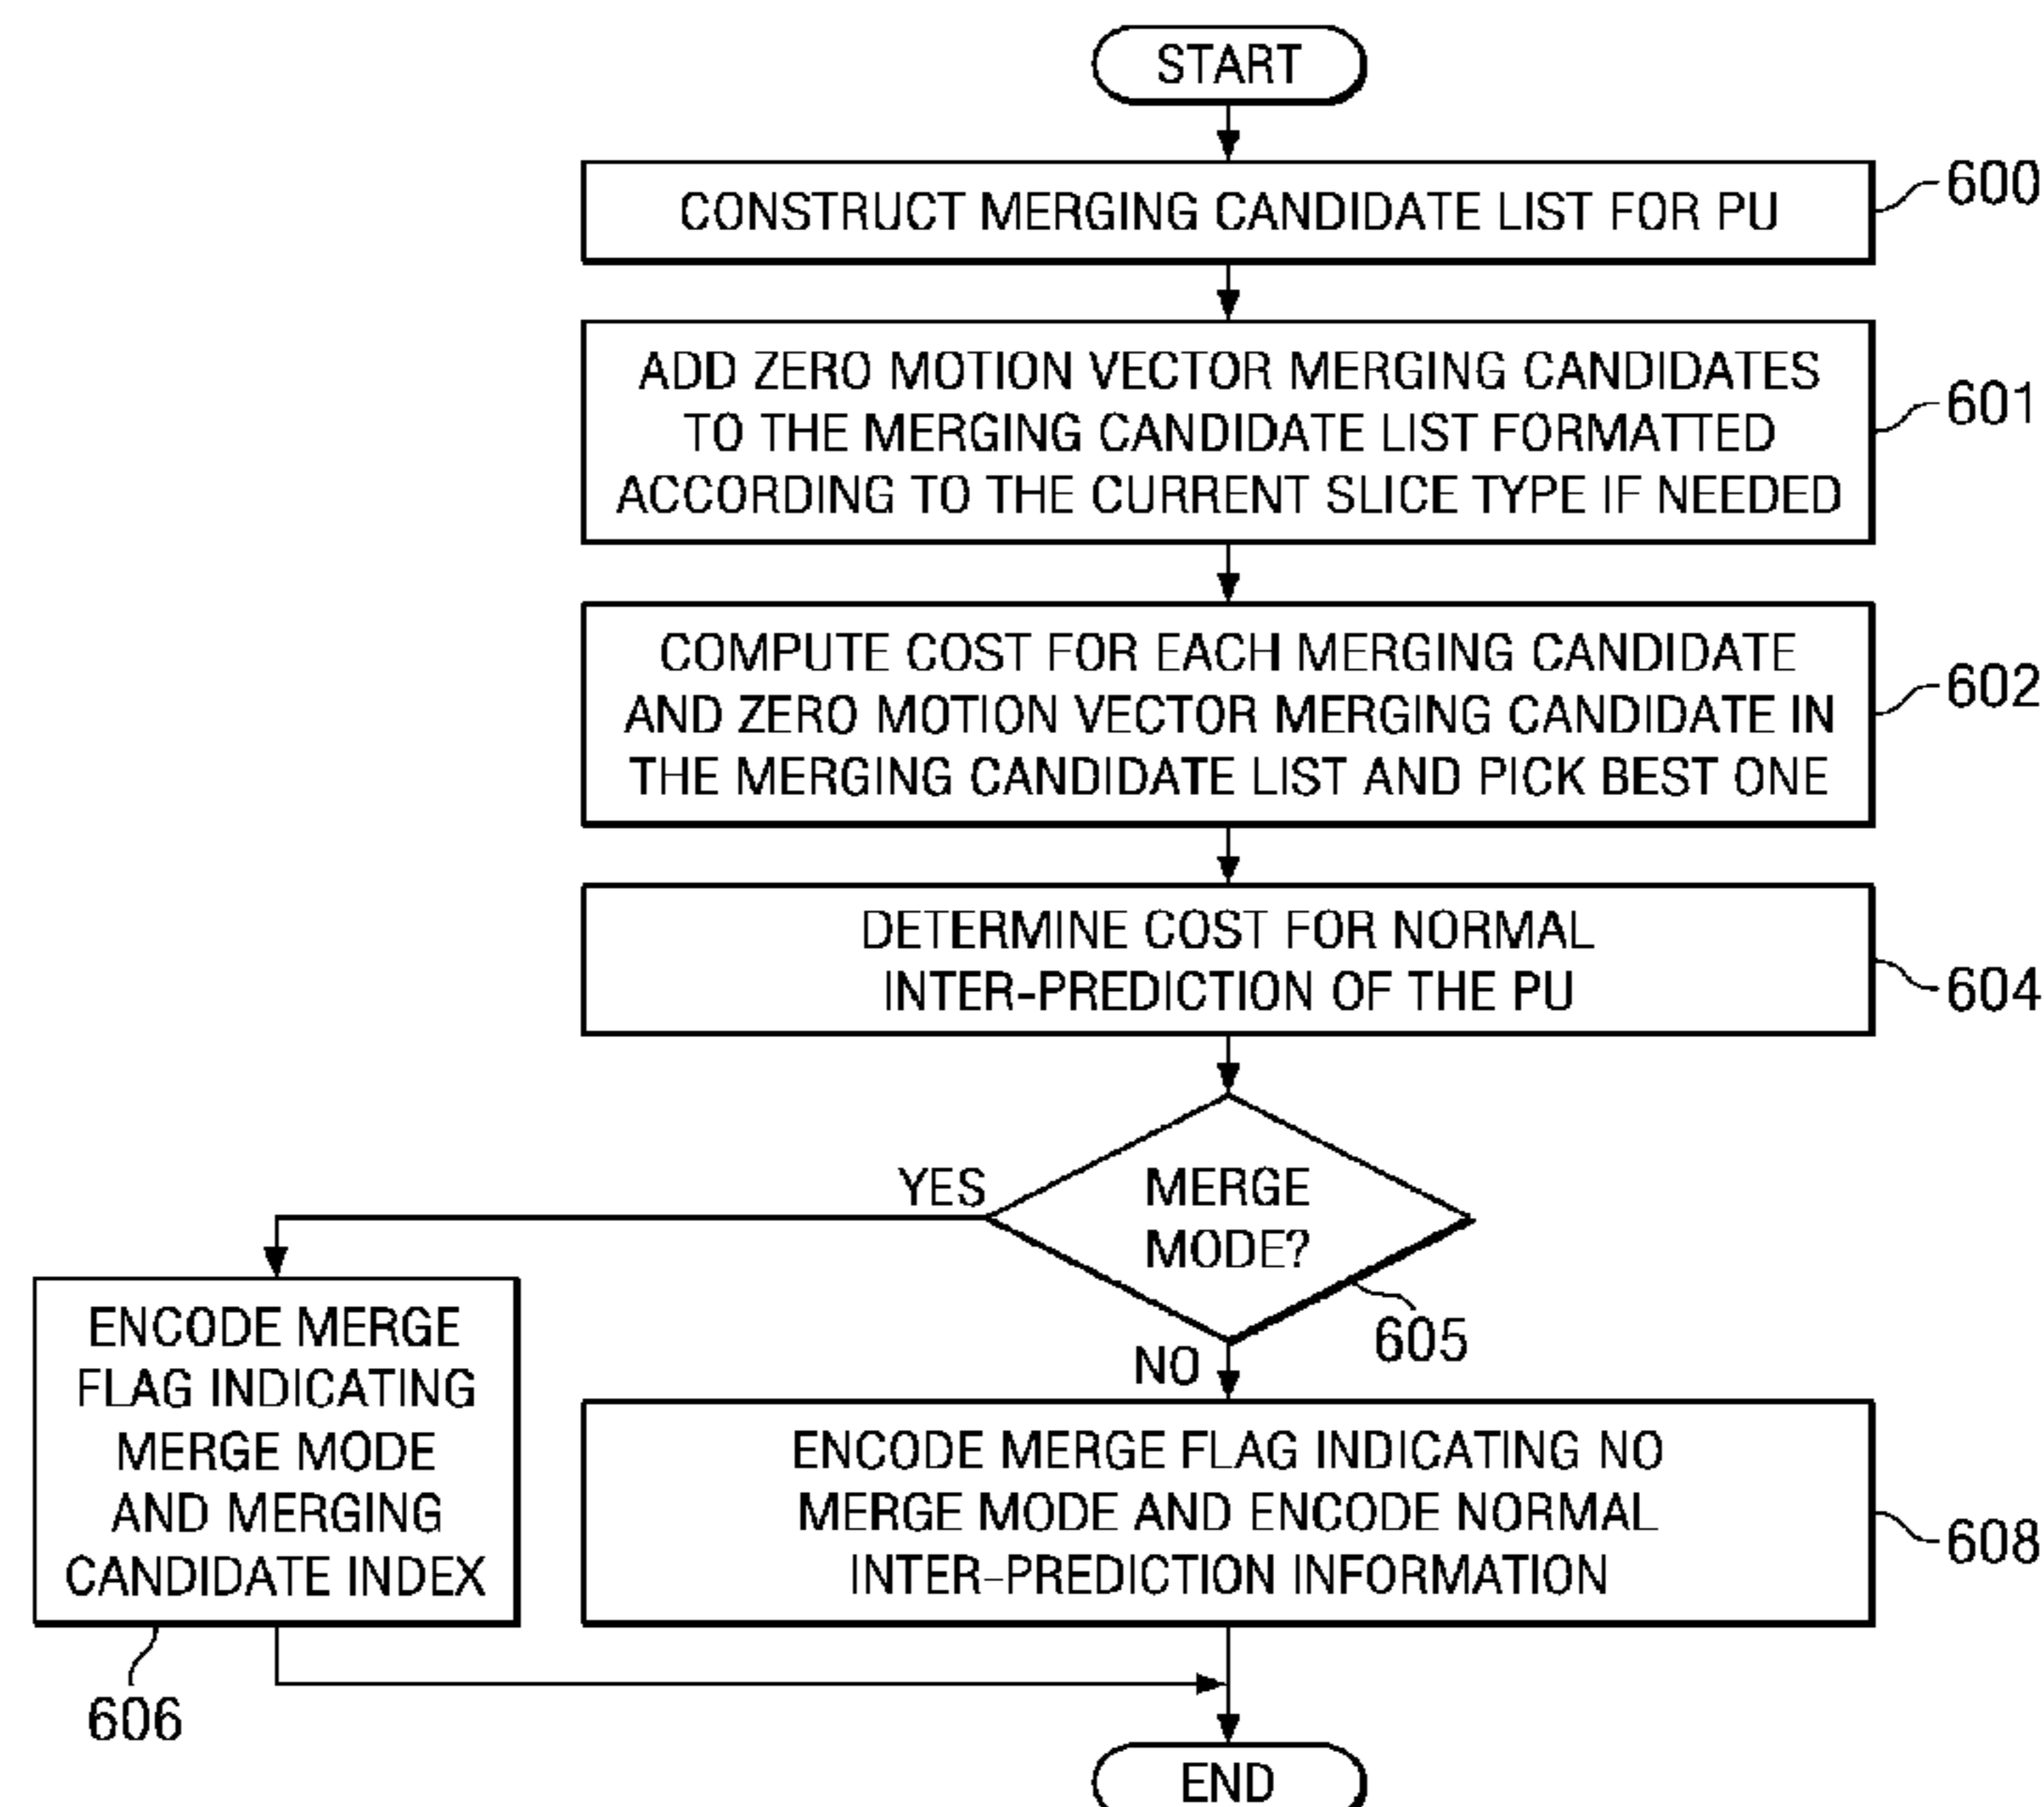 START
CONSTRUCT MERGING CANDIDATE LIST FOR PU
600
ADD ZERO MOTION VECTOR MERGING CANDIDATES
TO THE MERGING CANDIDATE LIST FORMATTED
ACCORDING TO THE CURRENT SLICE TYPE IF NEEDED
601
COMPUTE COST FOR EACH MERGING CANDIDATE
AND ZERO MOTION VECTOR MERGING CANDIDATE IN
THE MERGING CANDIDATE LIST AND PICK BEST ONE
602
DETERMINE COST FOR NORMAL
INTER-PREDICTION OF THE PU
604
YES
MERGE
MODE?
605
NO
ENCODE MERGE
FLAG INDICATING
MERGE MODE
AND MERGING
CANDIDATE INDEX
606
ENCODE MERGE FLAG INDICATING NO
MERGE MODE AND ENCODE NORMAL
INTER-PREDICTION INFORMATION
608
END